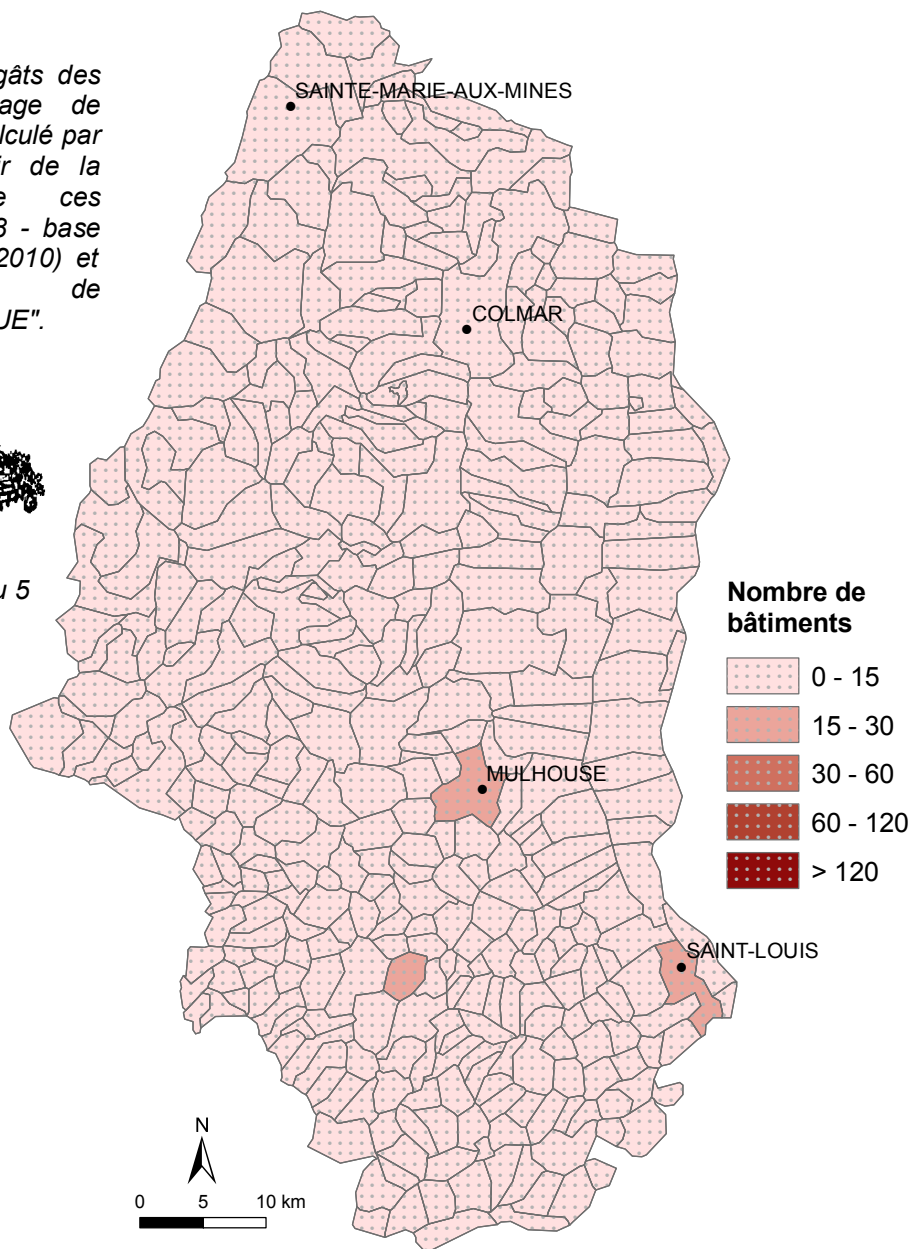 gâts des
age de
lculé par
ir de la
e ces
3 - base
2010) et
de
UE".
u 5
SAINTE-MARIE-AUX-MINES
COLMAR
MULHOUSE
SAINT-LOUIS
Nombre de
bâtiments
0 - 15
15 - 30
30 - 60
60 - 120
> 120
N
0 5 10 km